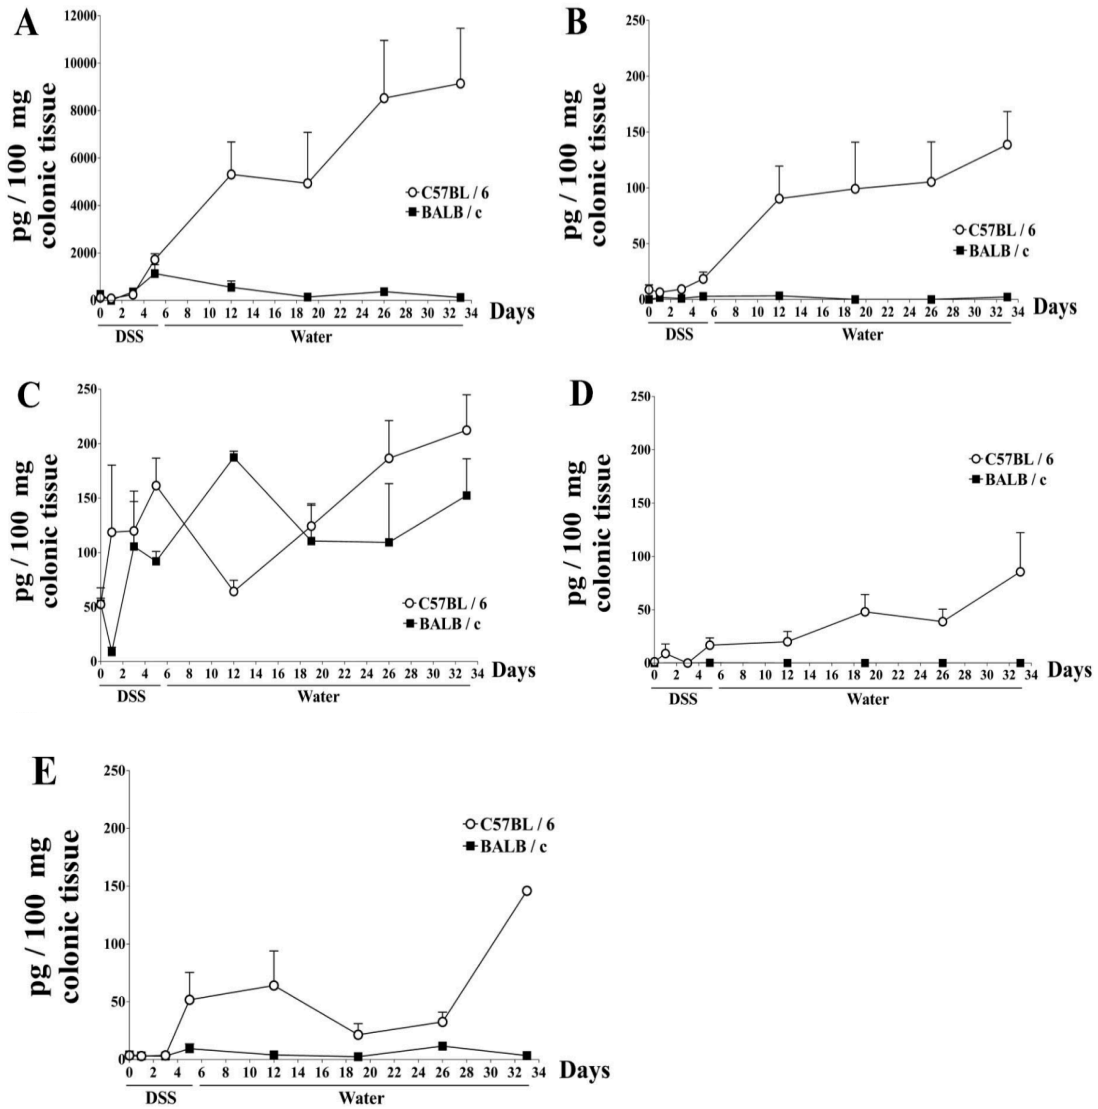 A
pg / 100 mg
colonic tissue
12000
10000
8000
6000
4000
2000
0
C57BL / 6
BALB / c
0 2 4 6 8 10 12 14 16 18 20 22 24 26 28 30 32 34
Days
DSS
Water
B
pg / 100 mg
colonic tissue
250
200
150
100
50
0
C57BL / 6
BALB / c
0 2 4 6 8 10 12 14 16 18 20 22 24 26 28 30 32 34
Days
DSS
Water
C
pg / 100 mg
colonic tissue
250
200
150
100
50
0
C57BL / 6
BALB / c
0 2 4 6 8 10 12 14 16 18 20 22 24 26 28 30 32 34
Days
DSS
Water
D
pg / 100 mg
colonic tissue
250
200
150
100
50
0
C57BL / 6
BALB / c
0 2 4 6 8 10 12 14 16 18 20 22 24 26 28 30 32 34
Days
DSS
Water
E
pg / 100 mg
colonic tissue
250
200
150
100
50
0
C57BL / 6
BALB / c
0 2 4 6 8 10 12 14 16 18 20 22 24 26 28 30 32 34
Days
DSS
Water